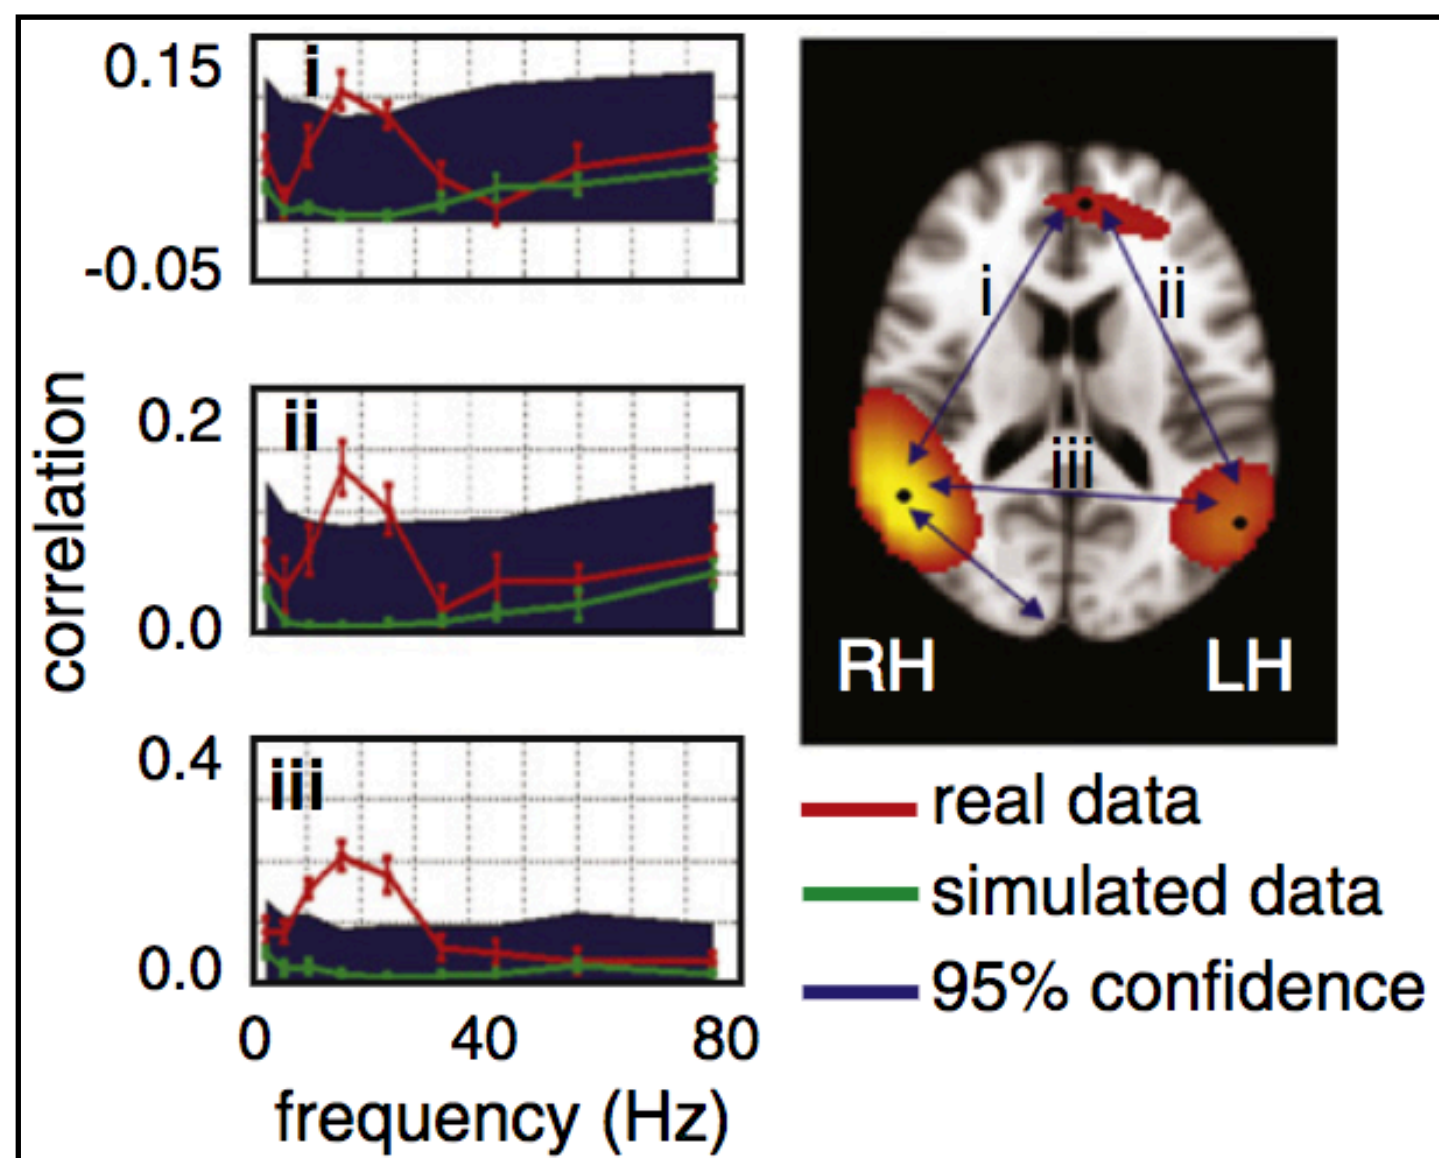 0.15
i
-0.05
correlation
0.2
ii
0.0
0.4
iii
0.0
0
40
80
frequency (Hz)
i
ii
iii
RH
LH
real data
simulated data
95% confidence